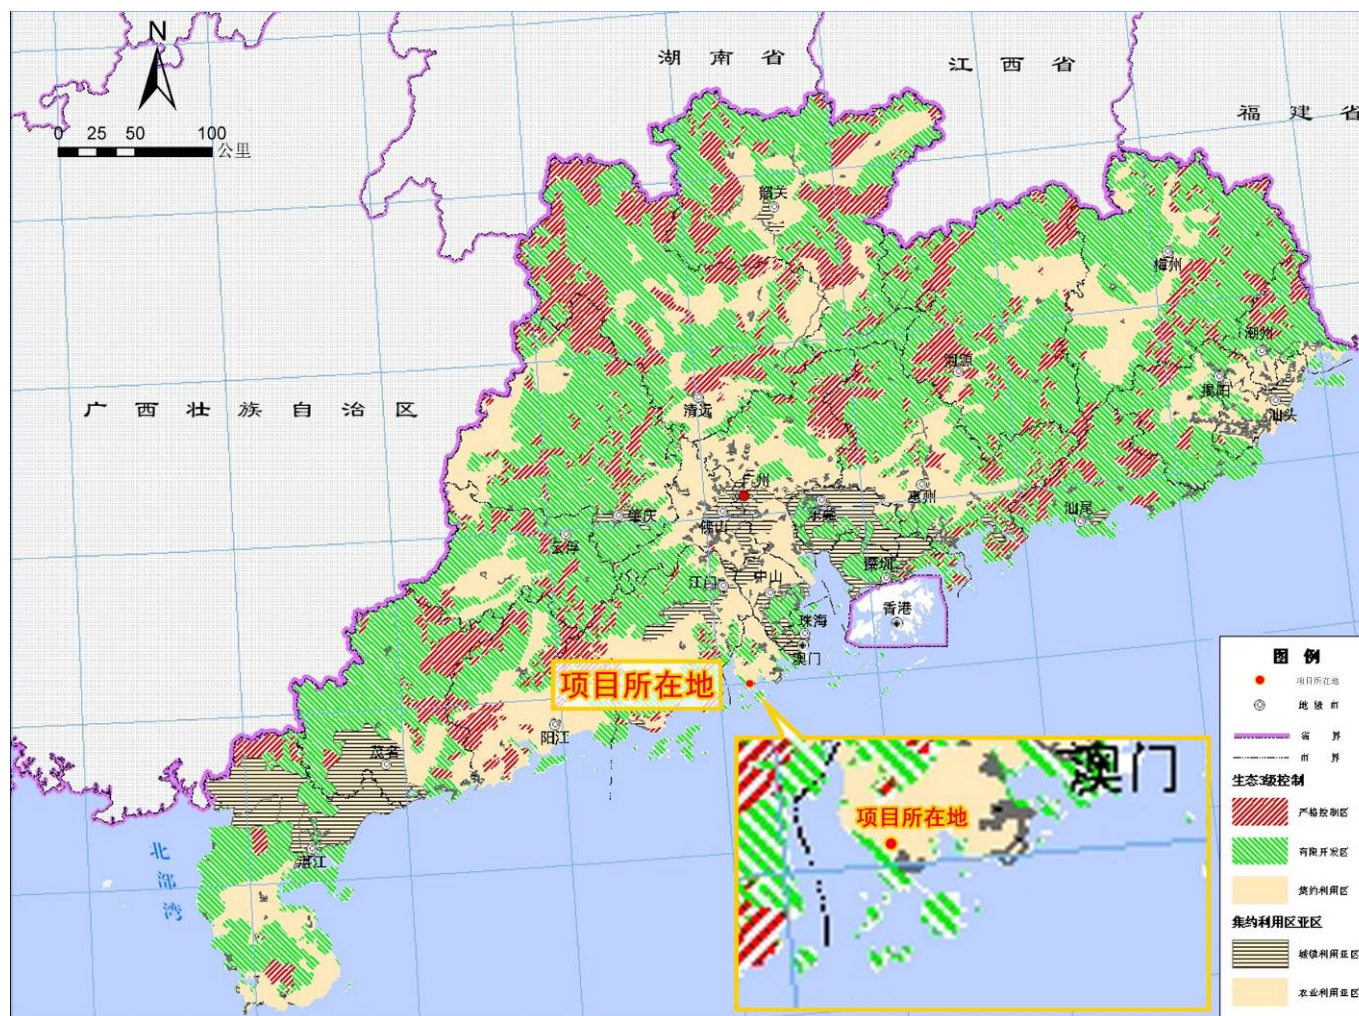 湖南省
江西省
福建省
N
0 25 50 100
公里
广西壮族自治区
韶关
梅州
潮州
河源
揭阳
汕头
清远
广州
惠州
汕尾
肇庆
佛山
东莞
云浮
深圳
江门
中山
香港
珠海
澳门
项目所在地
阳江
茂名
湛江
北部湾
澳门
项目所在地
图例
项目所在地
地级市
省界
市界
生态3级控制
严格控制区
有限开发区
集约利用区
集约利用区亚区
城镇利用亚区
农业利用亚区